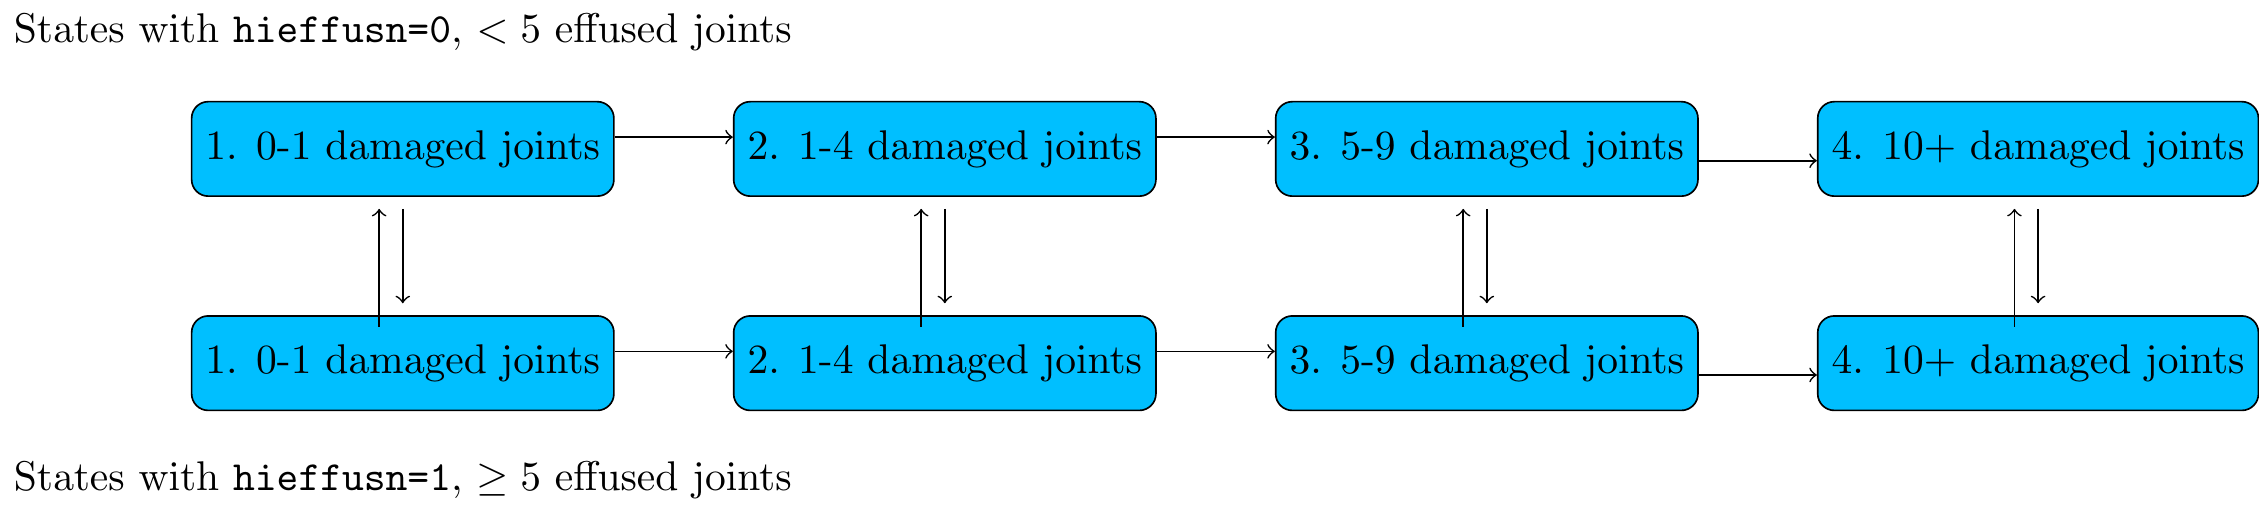 States with hieffusn=0, < 5 effused joints
1. 0-1 damaged joints
2. 1-4 damaged joints
3. 5-9 damaged joints
4. 10+ damaged joints
1. 0-1 damaged joints
2. 1-4 damaged joints
3. 5-9 damaged joints
4. 10+ damaged joints
States with hieffusn=1, ≥ 5 effused joints